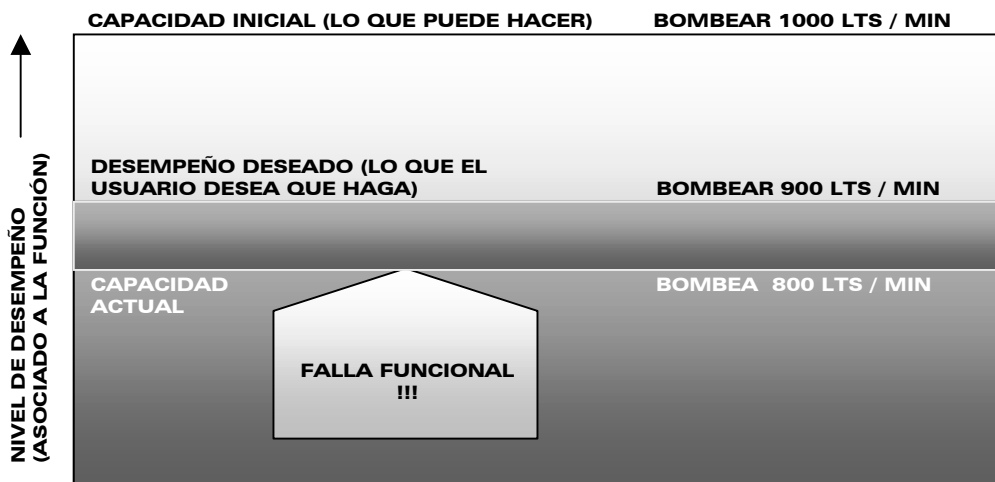 CAPACIDAD INICIAL (LO QUE PUEDE HACER) BOMBEAR 1000 LTS / MIN
DESEMPEÑO DESEADO (LO QUE EL
USUARIO DESEA QUE HAGA) BOMBEAR 900 LTS / MIN
CAPACIDAD BOMBEA 800 LTS / MIN
ACTUAL
FALLA FUNCIONAL
!!!
NIVEL DE DESEMPEÑO
(ASOCIADO A LA FUNCIÓN)